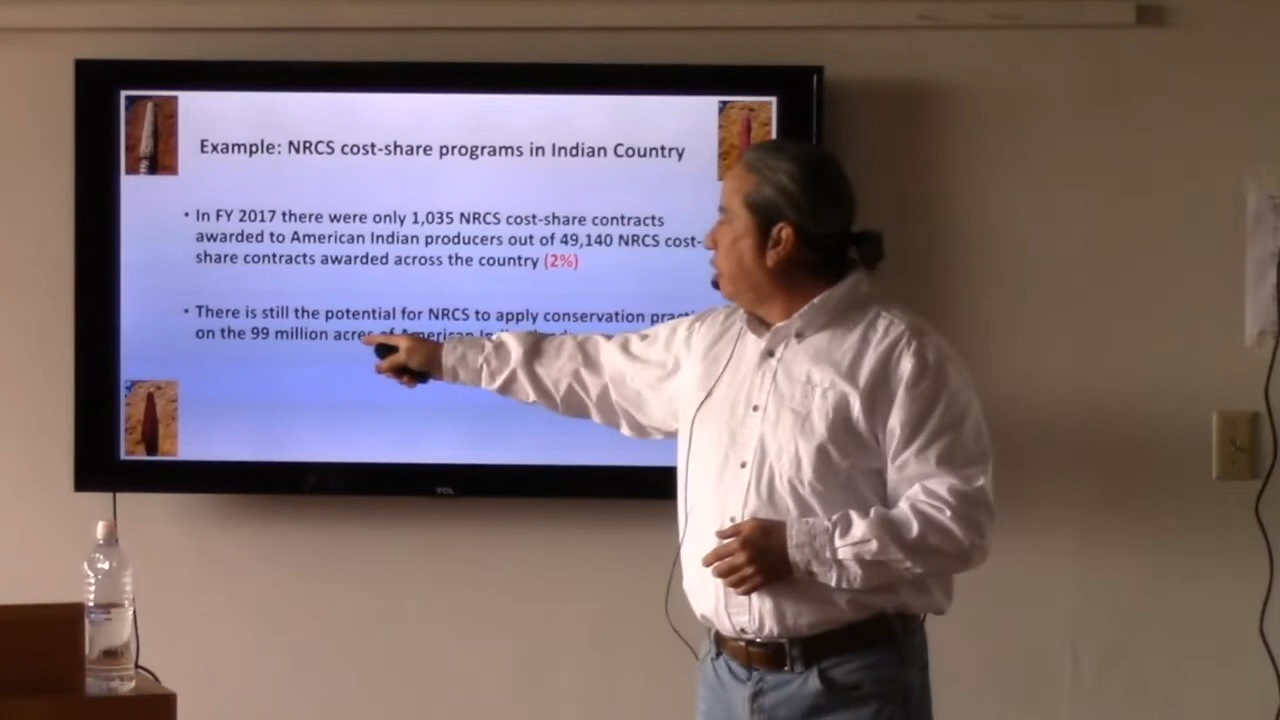 Example: NRCS cost-share programs in Indian Country
• In FY 2017 there were only 1,035 NRCS cost-share contracts
awarded to American Indian producers out of 49,140 NRCS cost-
share contracts awarded across the country (2%)
• There is still the potential for NRCS to apply conservation
on the 99 million acres of American
TCL